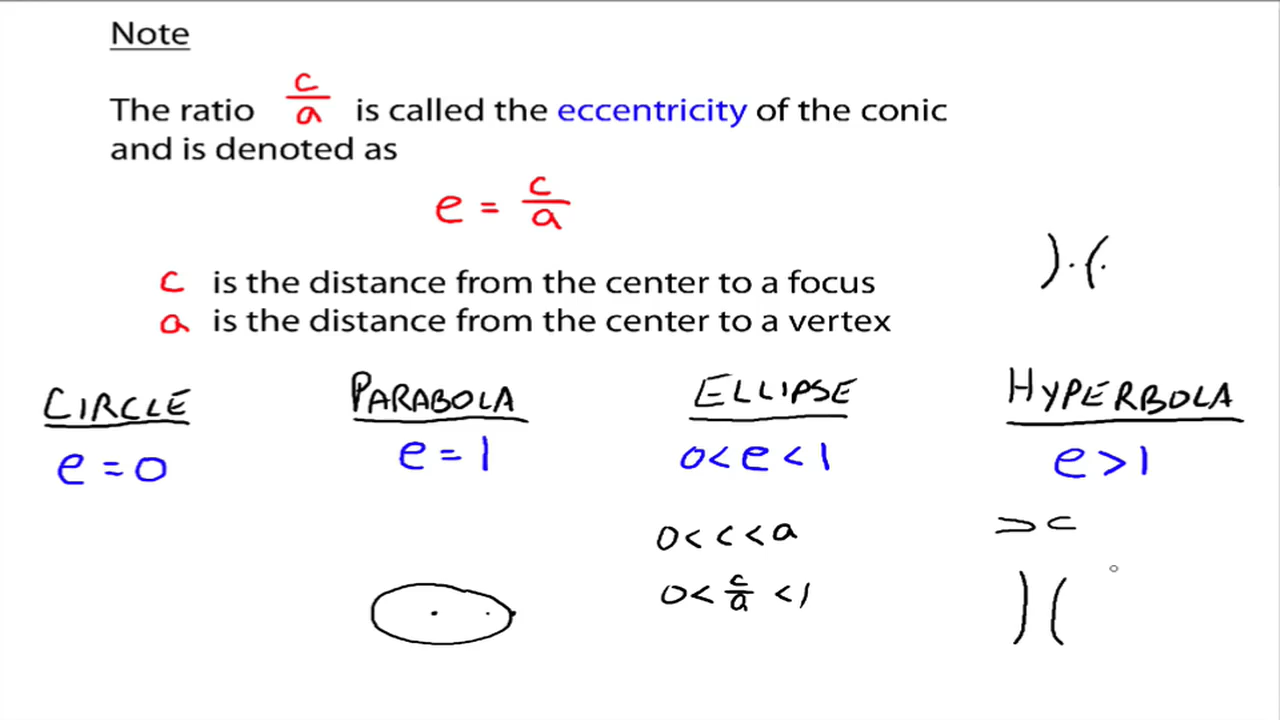 Note
The ratio c/a is called the eccentricity of the conic
and is denoted as
e = c/a
c is the distance from the center to a focus
a is the distance from the center to a vertex
CIRCLE PARABOLA ELLIPSE HYPERBOLA
e = 0 e = 1 0 < e < 1 e > 1
0 < c < a
0 < c/a < 1